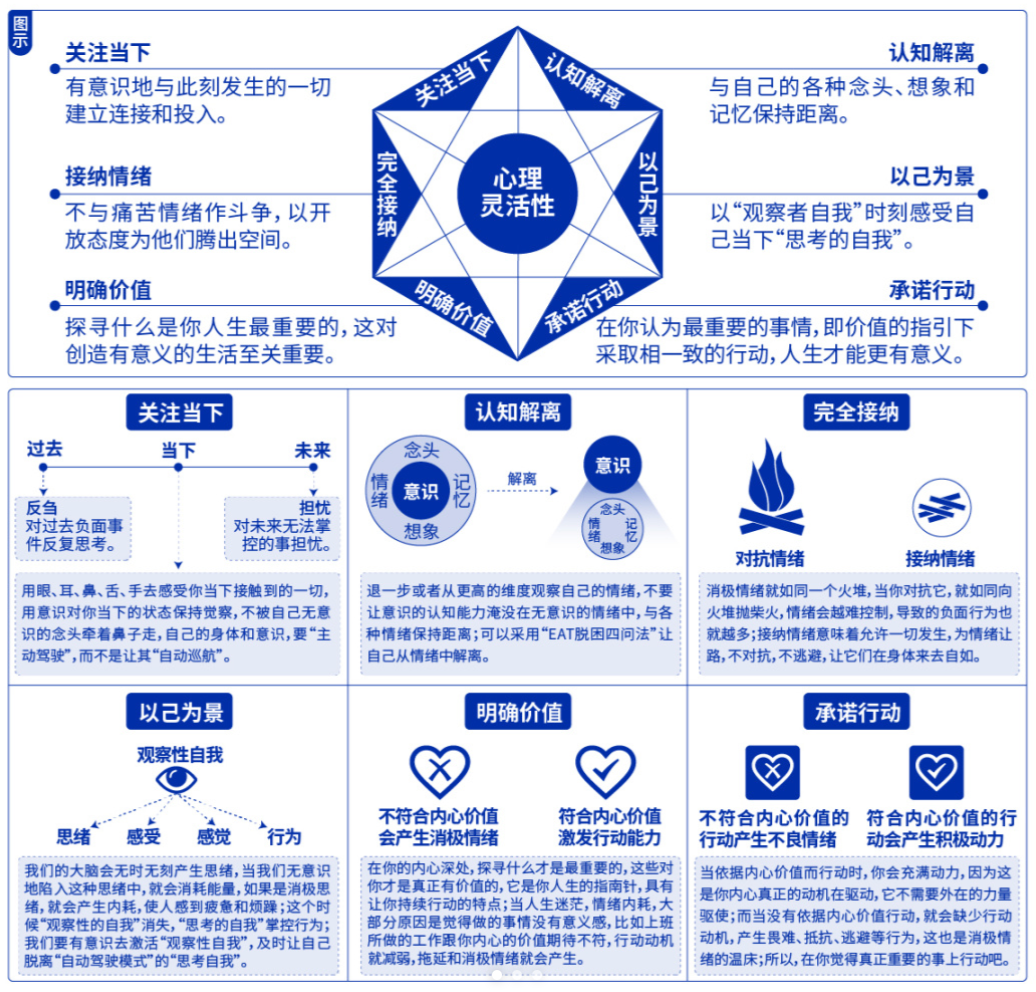 图示
关注当下
有意识地与此刻发生的一切
建立连接和投入。
接纳情绪
不与痛苦情绪作斗争，以开
放态度为他们腾出空间。
明确价值
探寻什么是你人生最重要的，这对
创造有意义的生活至关重要。
关注当下
认知解离
完全接纳
心理
灵活性
以己为景
明确价值
承诺行动
认知解离
与自己的各种念头、想象和
记忆保持距离。
以己为景
以“观察者自我”时刻感受自
己当下“思考的自我”。
承诺行动
在你认为最重要的事情，即价值的指引下
采取相一致的行动，人生才能更有意义。
关注当下
过去
当下
未来
反刍
对过去负面事
件反复思考。
担忧
对未来无法掌
控的事担忧。
用眼、耳、鼻、舌、手去感受你当下接触到的一切，
用意识对你当下的状态保持觉察，不被自己无意
识的念头牵着鼻子走，自己的身体和意识，要“主
动驾驶”，而不是让其“自动巡航”。
认知解离
念头
情绪
意识
记忆
想象
解离
意识
念头
情绪
记忆
想象
退一步或者从更高的维度观察自己的情绪，不要
让意识的认知能力淹没在无意识的情绪中，与各
种情绪保持距离；可以采用“EAT脱困四问法”让
自己从情绪中解离。
完全接纳
对抗情绪
接纳情绪
消极情绪就如同一个火堆，当你对抗它，就如同向
火堆抛柴火，情绪会越难控制，导致的负面行为也
就越多；接纳情绪意味着允许一切发生，为情绪让
路，不对抗，不逃避，让它们在身体来去自如。
以己为景
观察性自我
思绪
感受
感觉
行为
我们的大脑会无时无刻产生思绪，当我们无意识
地陷入这种思绪中，就会消耗能量，如果是消极思
绪，就会产生内耗，使人感到疲惫和烦躁；这个时
候“观察性的自我”消失，“思考的自我”掌控行为；
我们要有意识去激活“观察性自我”，及时让自己
脱离“自动驾驶模式”的“思考自我”。
明确价值
不符合内心价值
会产生消极情绪
符合内心价值
激发行动能力
在你的内心深处，探寻什么才是最重要的，这些对
你才是真正有价值的，它是你人生的指南针，具有
让你持续行动的特点；当人生迷茫，情绪内耗，大
部分原因是觉得做的事情没有意义感，比如上班
所做的工作跟你内心的价值期待不符，行动动机
就减弱，拖延和消极情绪就会产生。
承诺行动
不符合内心价值的
行动产生不良情绪
符合内心价值的行
动会产生积极动力
当依据内心价值而行动时，你会充满动力，因为这
是你内心真正的动机在驱动，它不需要外在的力量
驱使；而当没有依据内心价值行动，就会缺少行动
动机，产生畏难、抵抗、逃避等行为，这也是消极情
绪的温床；所以，在你觉得真正重要的事上行动吧。